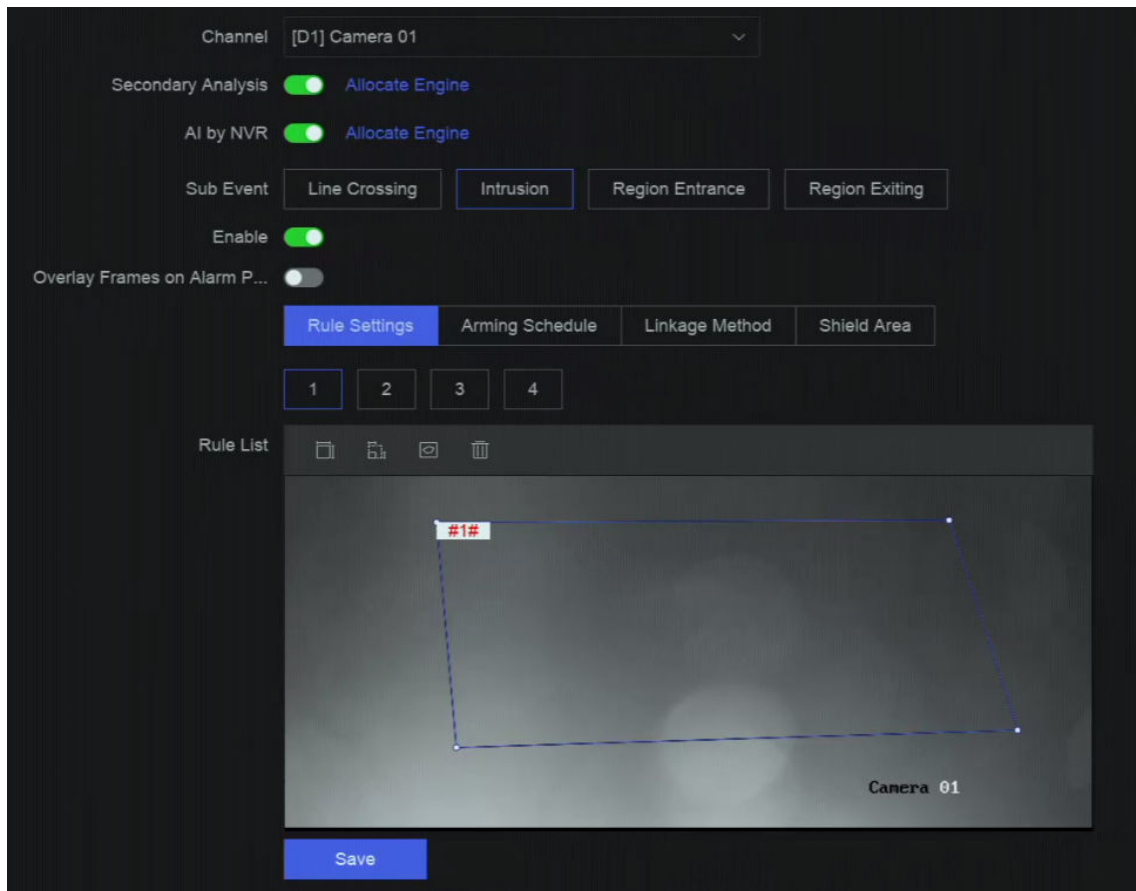 Channel [D1] Camera 01
Secondary Analysis Allocate Engine
AI by NVR Allocate Engine
Sub Event Line Crossing Intrusion Region Entrance Region Exiting
Enable
Overlay Frames on Alarm P...
Rule Settings Arming Schedule Linkage Method Shield Area
1 2 3 4
Rule List
#1#
Camera 01
Save